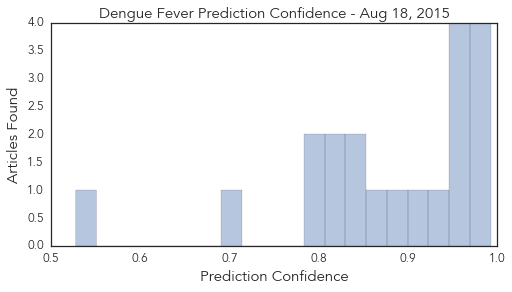 Dengue Fever Prediction Confidence - Aug 18, 2015
4.0
3.5
3.0
2.5
2.0
1.5
1.0
0.5
0.0
Articles Found
0.5 0.6 0.7 0.8 0.9 1.0
Prediction Confidence